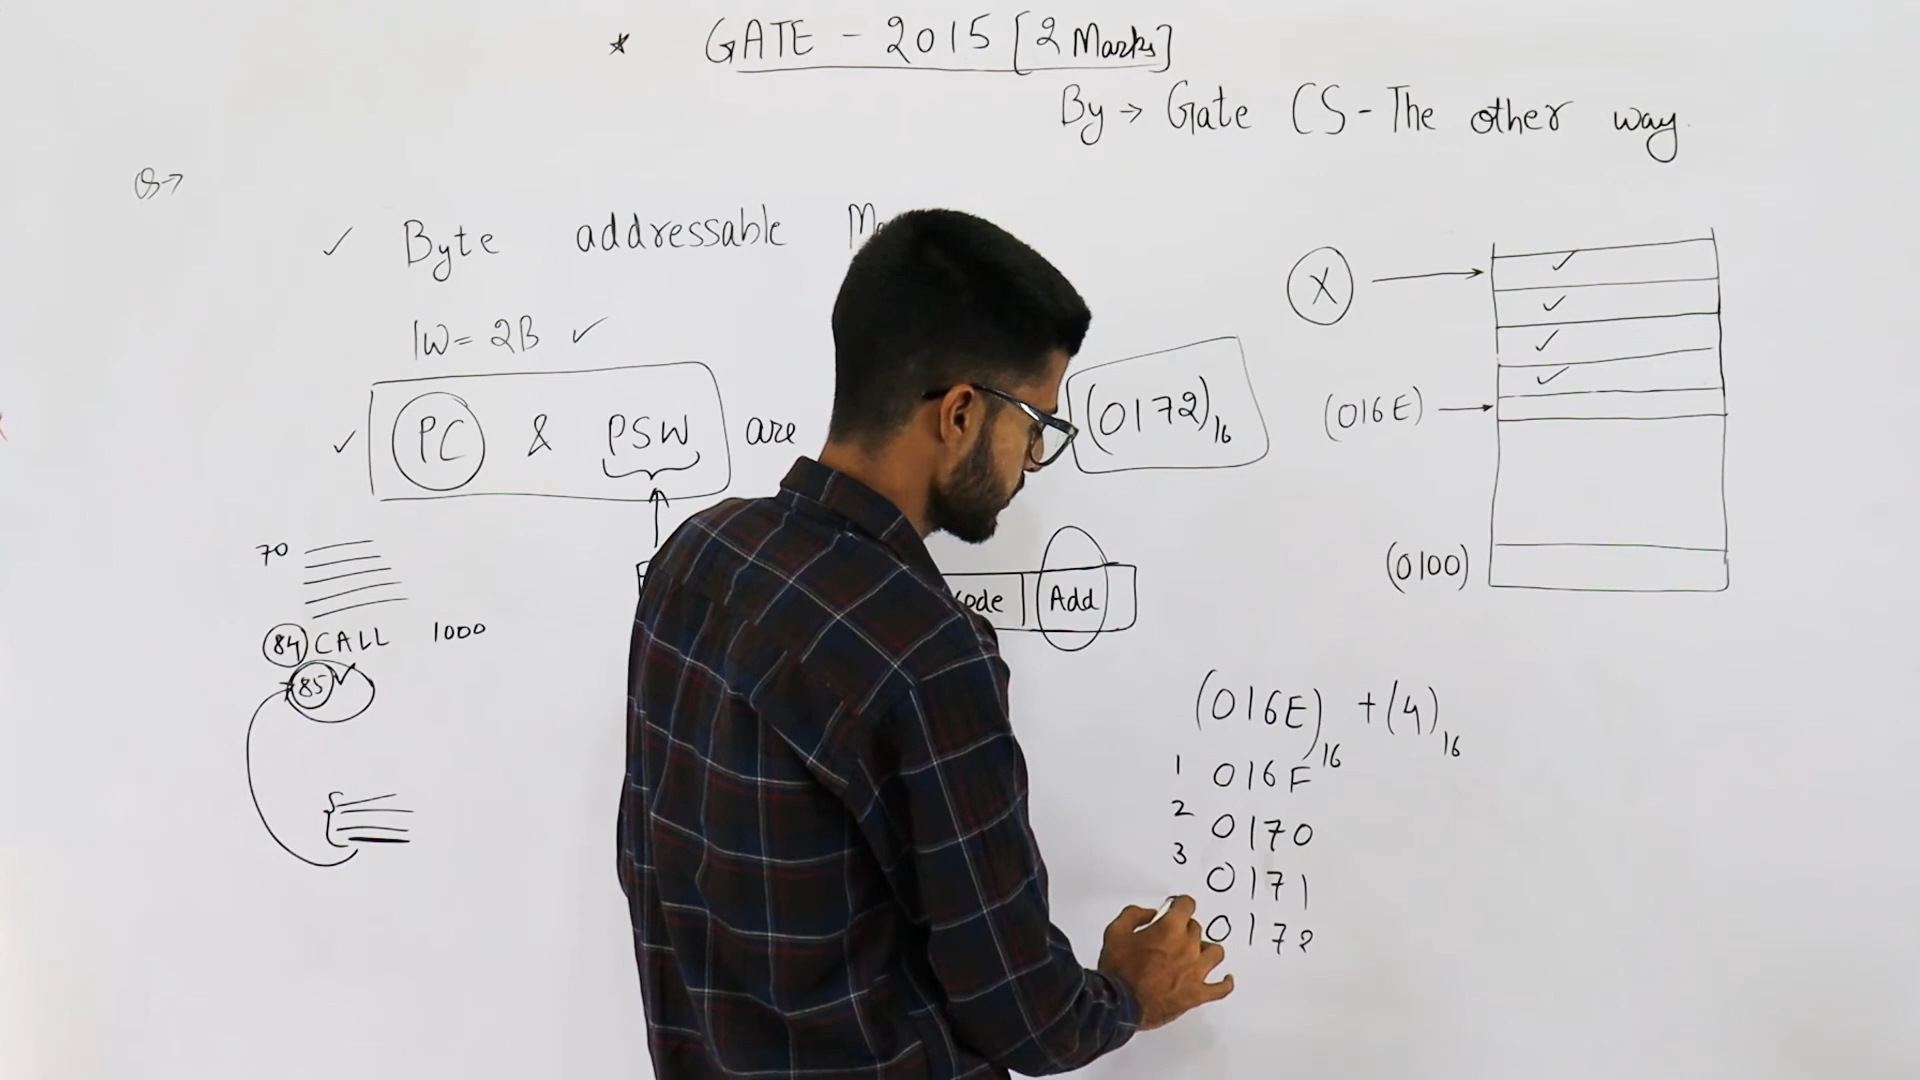 * GATE - 2015 [2 Marks]
By → Gate CS - The other way
Q→
✓ Byte addressable
1W = 2B ✓
✓ PC & PSW are
(0172)16
X
✓
✓
✓
✓
(016E)
(0100)
70
84 CALL 1000
85 ✓
Add
(016E)16 + (4)16
1 016F
2 0170
3 0171
0172